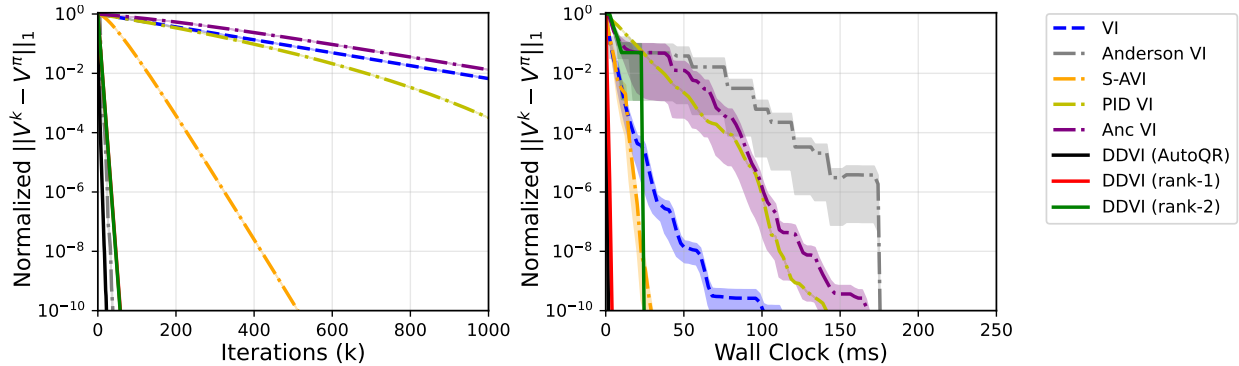 Normalized ||V^k − V^π||_1
10^0
10^−2
10^−4
10^−6
10^−8
10^−10
0 200 400 600 800 1000
Iterations (k)
Normalized ||V^k − V^π||_1
10^0
10^−2
10^−4
10^−6
10^−8
10^−10
0 50 100 150 200 250
Wall Clock (ms)
VI
Anderson VI
S-AVI
PID VI
Anc VI
DDVI (AutoQR)
DDVI (rank-1)
DDVI (rank-2)